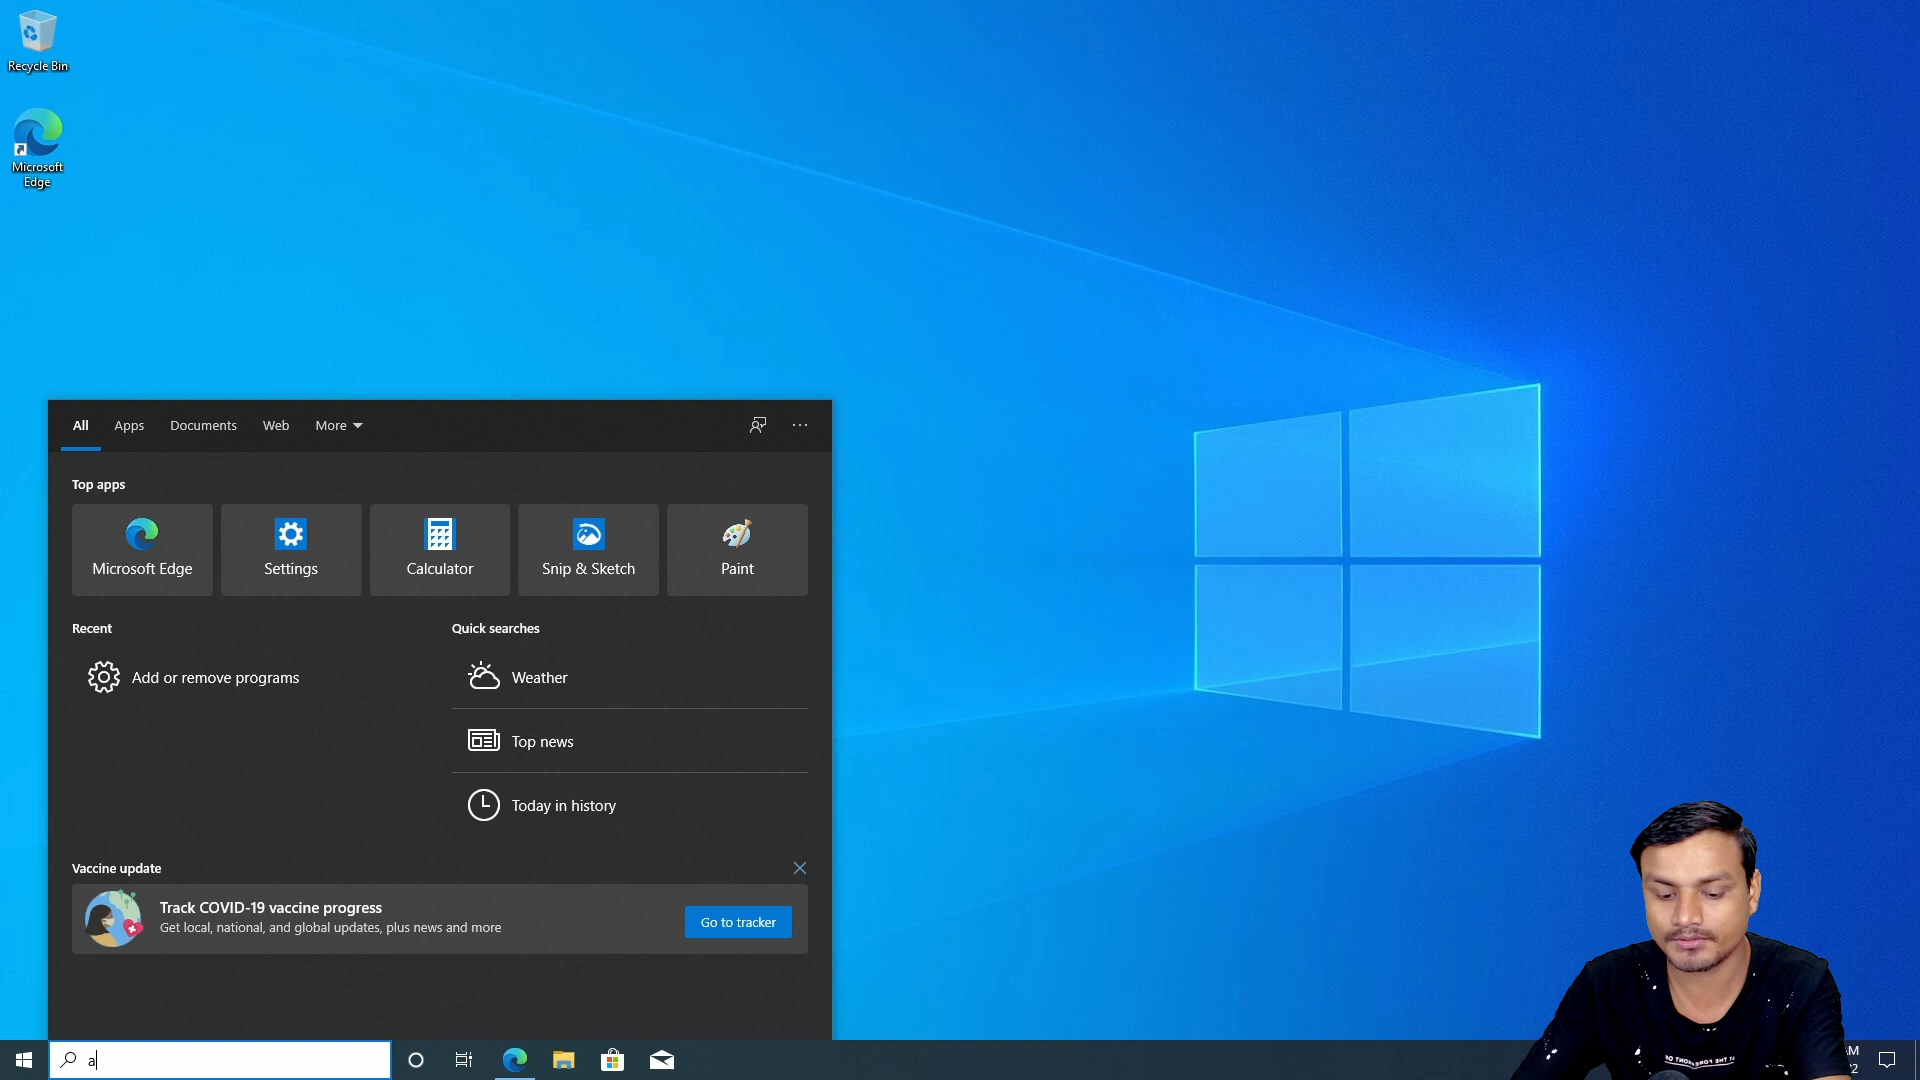 Recycle Bin
Microsoft
Edge
All
Apps
Documents
Web
More
Top apps
Microsoft Edge
Settings
Calculator
Snip & Sketch
Paint
Recent
Quick searches
Add or remove programs
Weather
Top news
Today in history
Vaccine update
Track COVID-19 vaccine progress
Get local, national, and global updates, plus news and more
Go to tracker
a